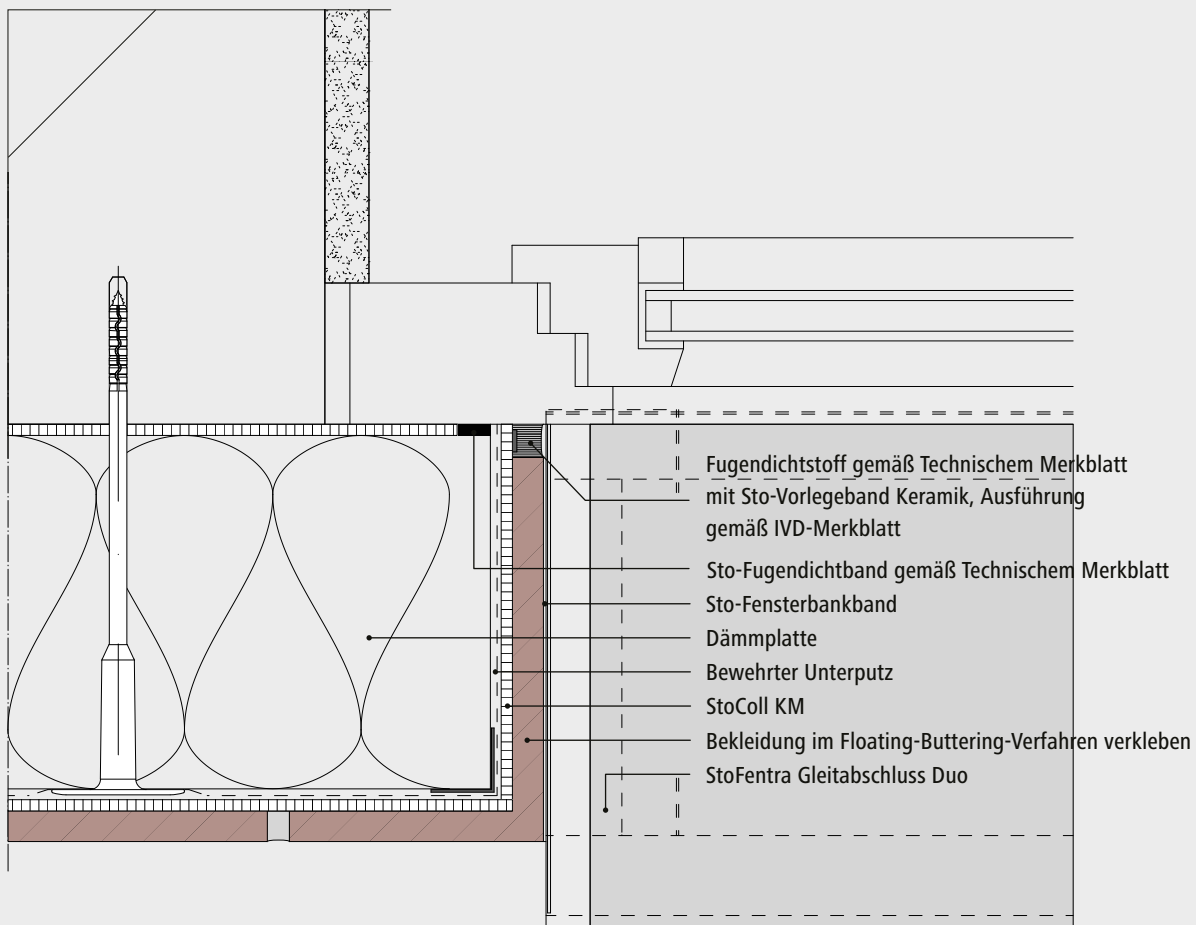 Fugendichtstoff gemäß Technischem Merkblatt
mit Sto-Vorlegeband Keramik, Ausführung
gemäß IVD-Merkblatt
Sto-Fugendichtband gemäß Technischem Merkblatt
Sto-Fensterbankband
Dämmplatte
Bewehrter Unterputz
StoColl KM
Bekleidung im Floating-Buttering-Verfahren verkleben
StoFentra Gleitabschluss Duo